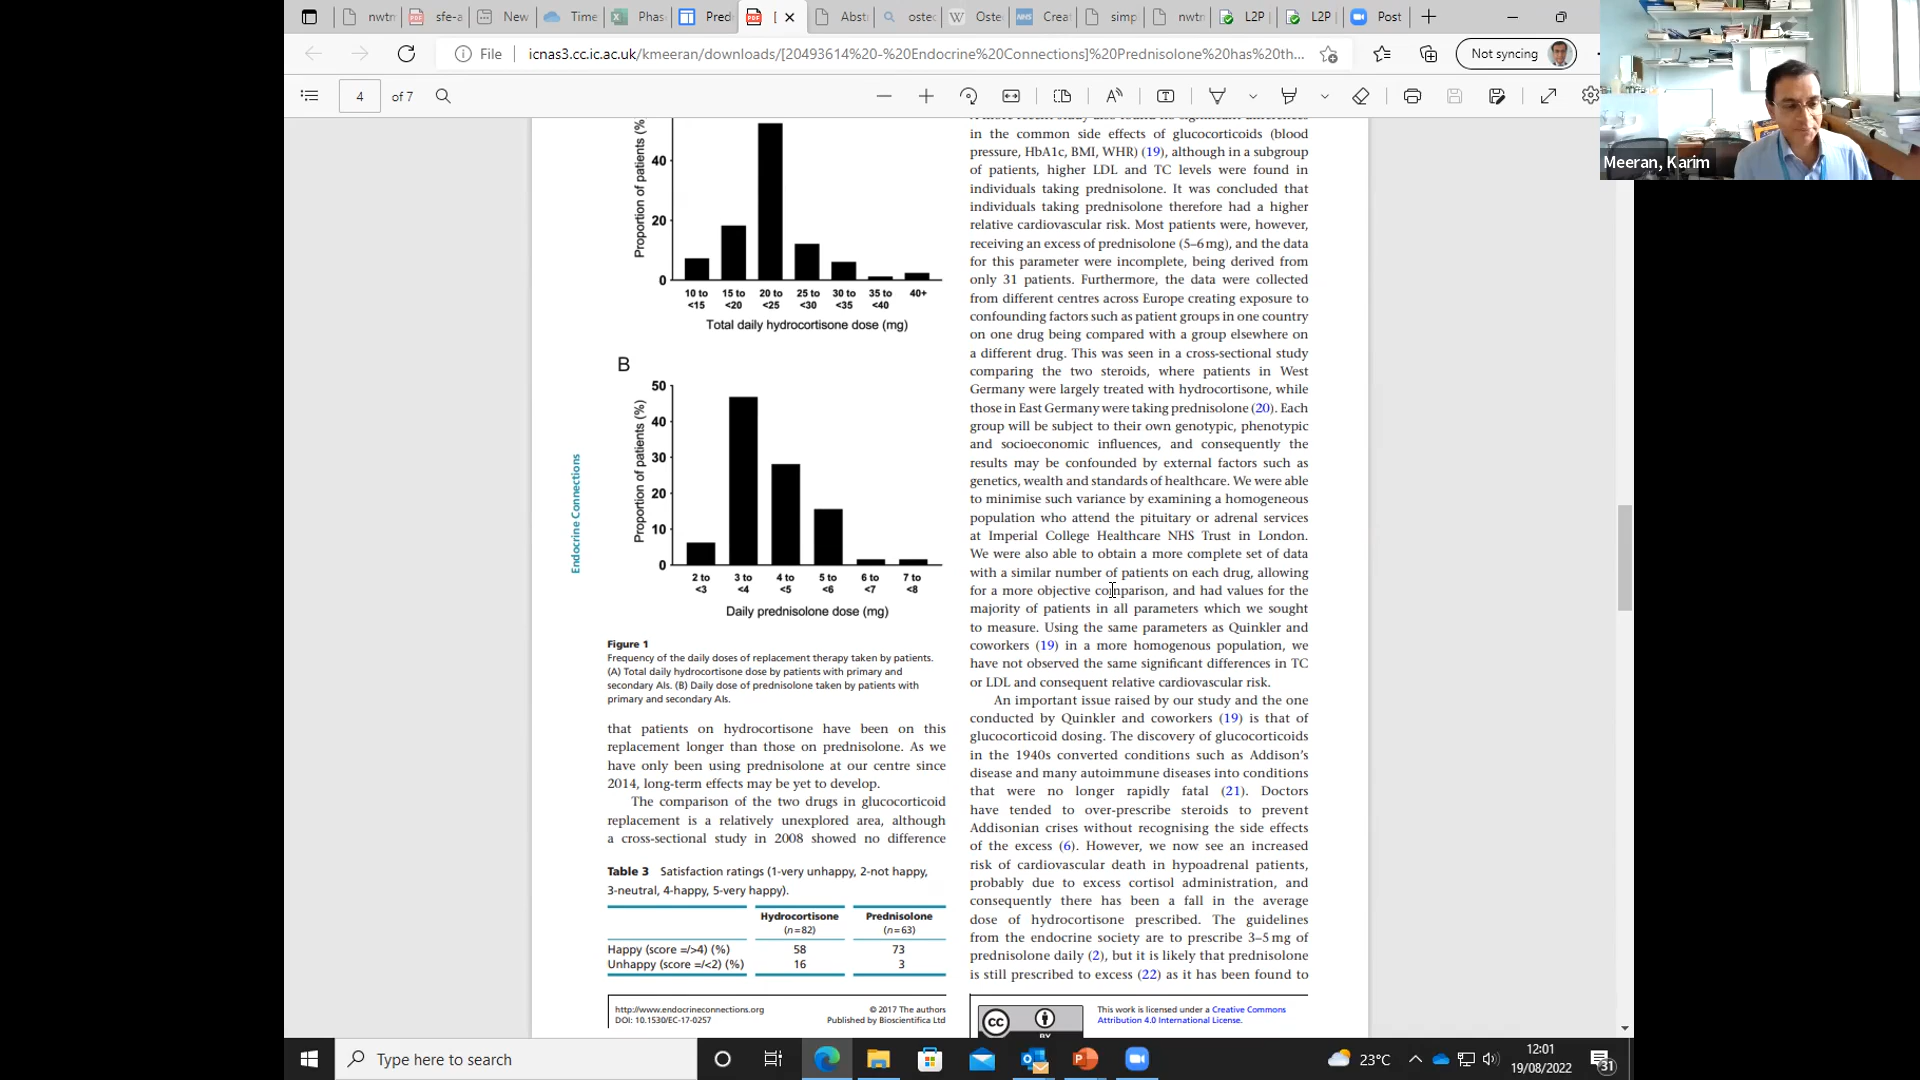 nwtn
sfe-a
New
Time
Phas
Pred
[
Abst
oste
Oste
Crea
simp
nwtn
L2P
L2P
Post
File
icnas3.cc.ic.ac.uk/kmeeran/downloads/[20493614%20-%20Endocrine%20Connections]%20Prednisolone%20has%20th...
Not syncing
4 of 7
Meeran, Karim
Proportion of patients (%
40
20
0
10 to <15
15 to <20
20 to <25
25 to <30
30 to <35
35 to <40
40+
Total daily hydrocortisone dose (mg)
B
Proportion of patients (%)
50
40
30
20
10
0
2 to <3
3 to <4
4 to <5
5 to <6
6 to <7
7 to <8
Daily prednisolone dose (mg)
Endocrine Connections
Figure 1
Frequency of the daily doses of replacement therapy taken by patients.
(A) Total daily hydrocortisone dose by patients with primary and
secondary AIs. (B) Daily dose of prednisolone taken by patients with
primary and secondary AIs.
that patients on hydrocortisone have been on this
replacement longer than those on prednisolone. As we
have only been using prednisolone at our centre since
2014, long-term effects may be yet to develop.
The comparison of the two drugs in glucocorticoid
replacement is a relatively unexplored area, although
a cross-sectional study in 2008 showed no difference
Table 3 Satisfaction ratings (1-very unhappy, 2-not happy,
3-neutral, 4-happy, 5-very happy).
Hydrocortisone Prednisolone
(n=82) (n=63)
Happy (score =/>4) (%) 58 73
Unhappy (score =/<2) (%) 16 3
http://www.endocrineconnections.org © 2017 The authors
DOI: 10.1530/EC-17-0257 Published by Bioscientifica Ltd
in the common side effects of glucocorticoids (blood
pressure, HbA1c, BMI, WHR) (19), although in a subgroup
of patients, higher LDL and TC levels were found in
individuals taking prednisolone. It was concluded that
individuals taking prednisolone therefore had a higher
relative cardiovascular risk. Most patients were, however,
receiving an excess of prednisolone (5–6 mg), and the data
for this parameter were incomplete, being derived from
only 31 patients. Furthermore, the data were collected
from different centres across Europe creating exposure to
confounding factors such as patient groups in one country
on one drug being compared with a group elsewhere on
a different drug. This was seen in a cross-sectional study
comparing the two steroids, where patients in West
Germany were largely treated with hydrocortisone, while
those in East Germany were taking prednisolone (20). Each
group will be subject to their own genotypic, phenotypic
and socioeconomic influences, and consequently the
results may be confounded by external factors such as
genetics, wealth and standards of healthcare. We were able
to minimise such variance by examining a homogeneous
population who attend the pituitary or adrenal services
at Imperial College Healthcare NHS Trust in London.
We were also able to obtain a more complete set of data
with a similar number of patients on each drug, allowing
for a more objective comparison, and had values for the
majority of patients in all parameters which we sought
to measure. Using the same parameters as Quinkler and
coworkers (19) in a more homogenous population, we
have not observed the same significant differences in TC
or LDL and consequent relative cardiovascular risk.
An important issue raised by our study and the one
conducted by Quinkler and coworkers (19) is that of
glucocorticoid dosing. The discovery of glucocorticoids
in the 1940s converted conditions such as Addison's
disease and many autoimmune diseases into conditions
that were no longer rapidly fatal (21). Doctors
have tended to over-prescribe steroids to prevent
Addisonian crises without recognising the side effects
of the excess (6). However, we now see an increased
risk of cardiovascular death in hypoadrenal patients,
probably due to excess cortisol administration, and
consequently there has been a fall in the average
dose of hydrocortisone prescribed. The guidelines
from the endocrine society are to prescribe 3–5 mg of
prednisolone daily (2), but it is likely that prednisolone
is still prescribed to excess (22) as it has been found to
cc
This work is licensed under a Creative Commons
Attribution 4.0 International License.
Type here to search
23°C
12:01
19/08/2022
31